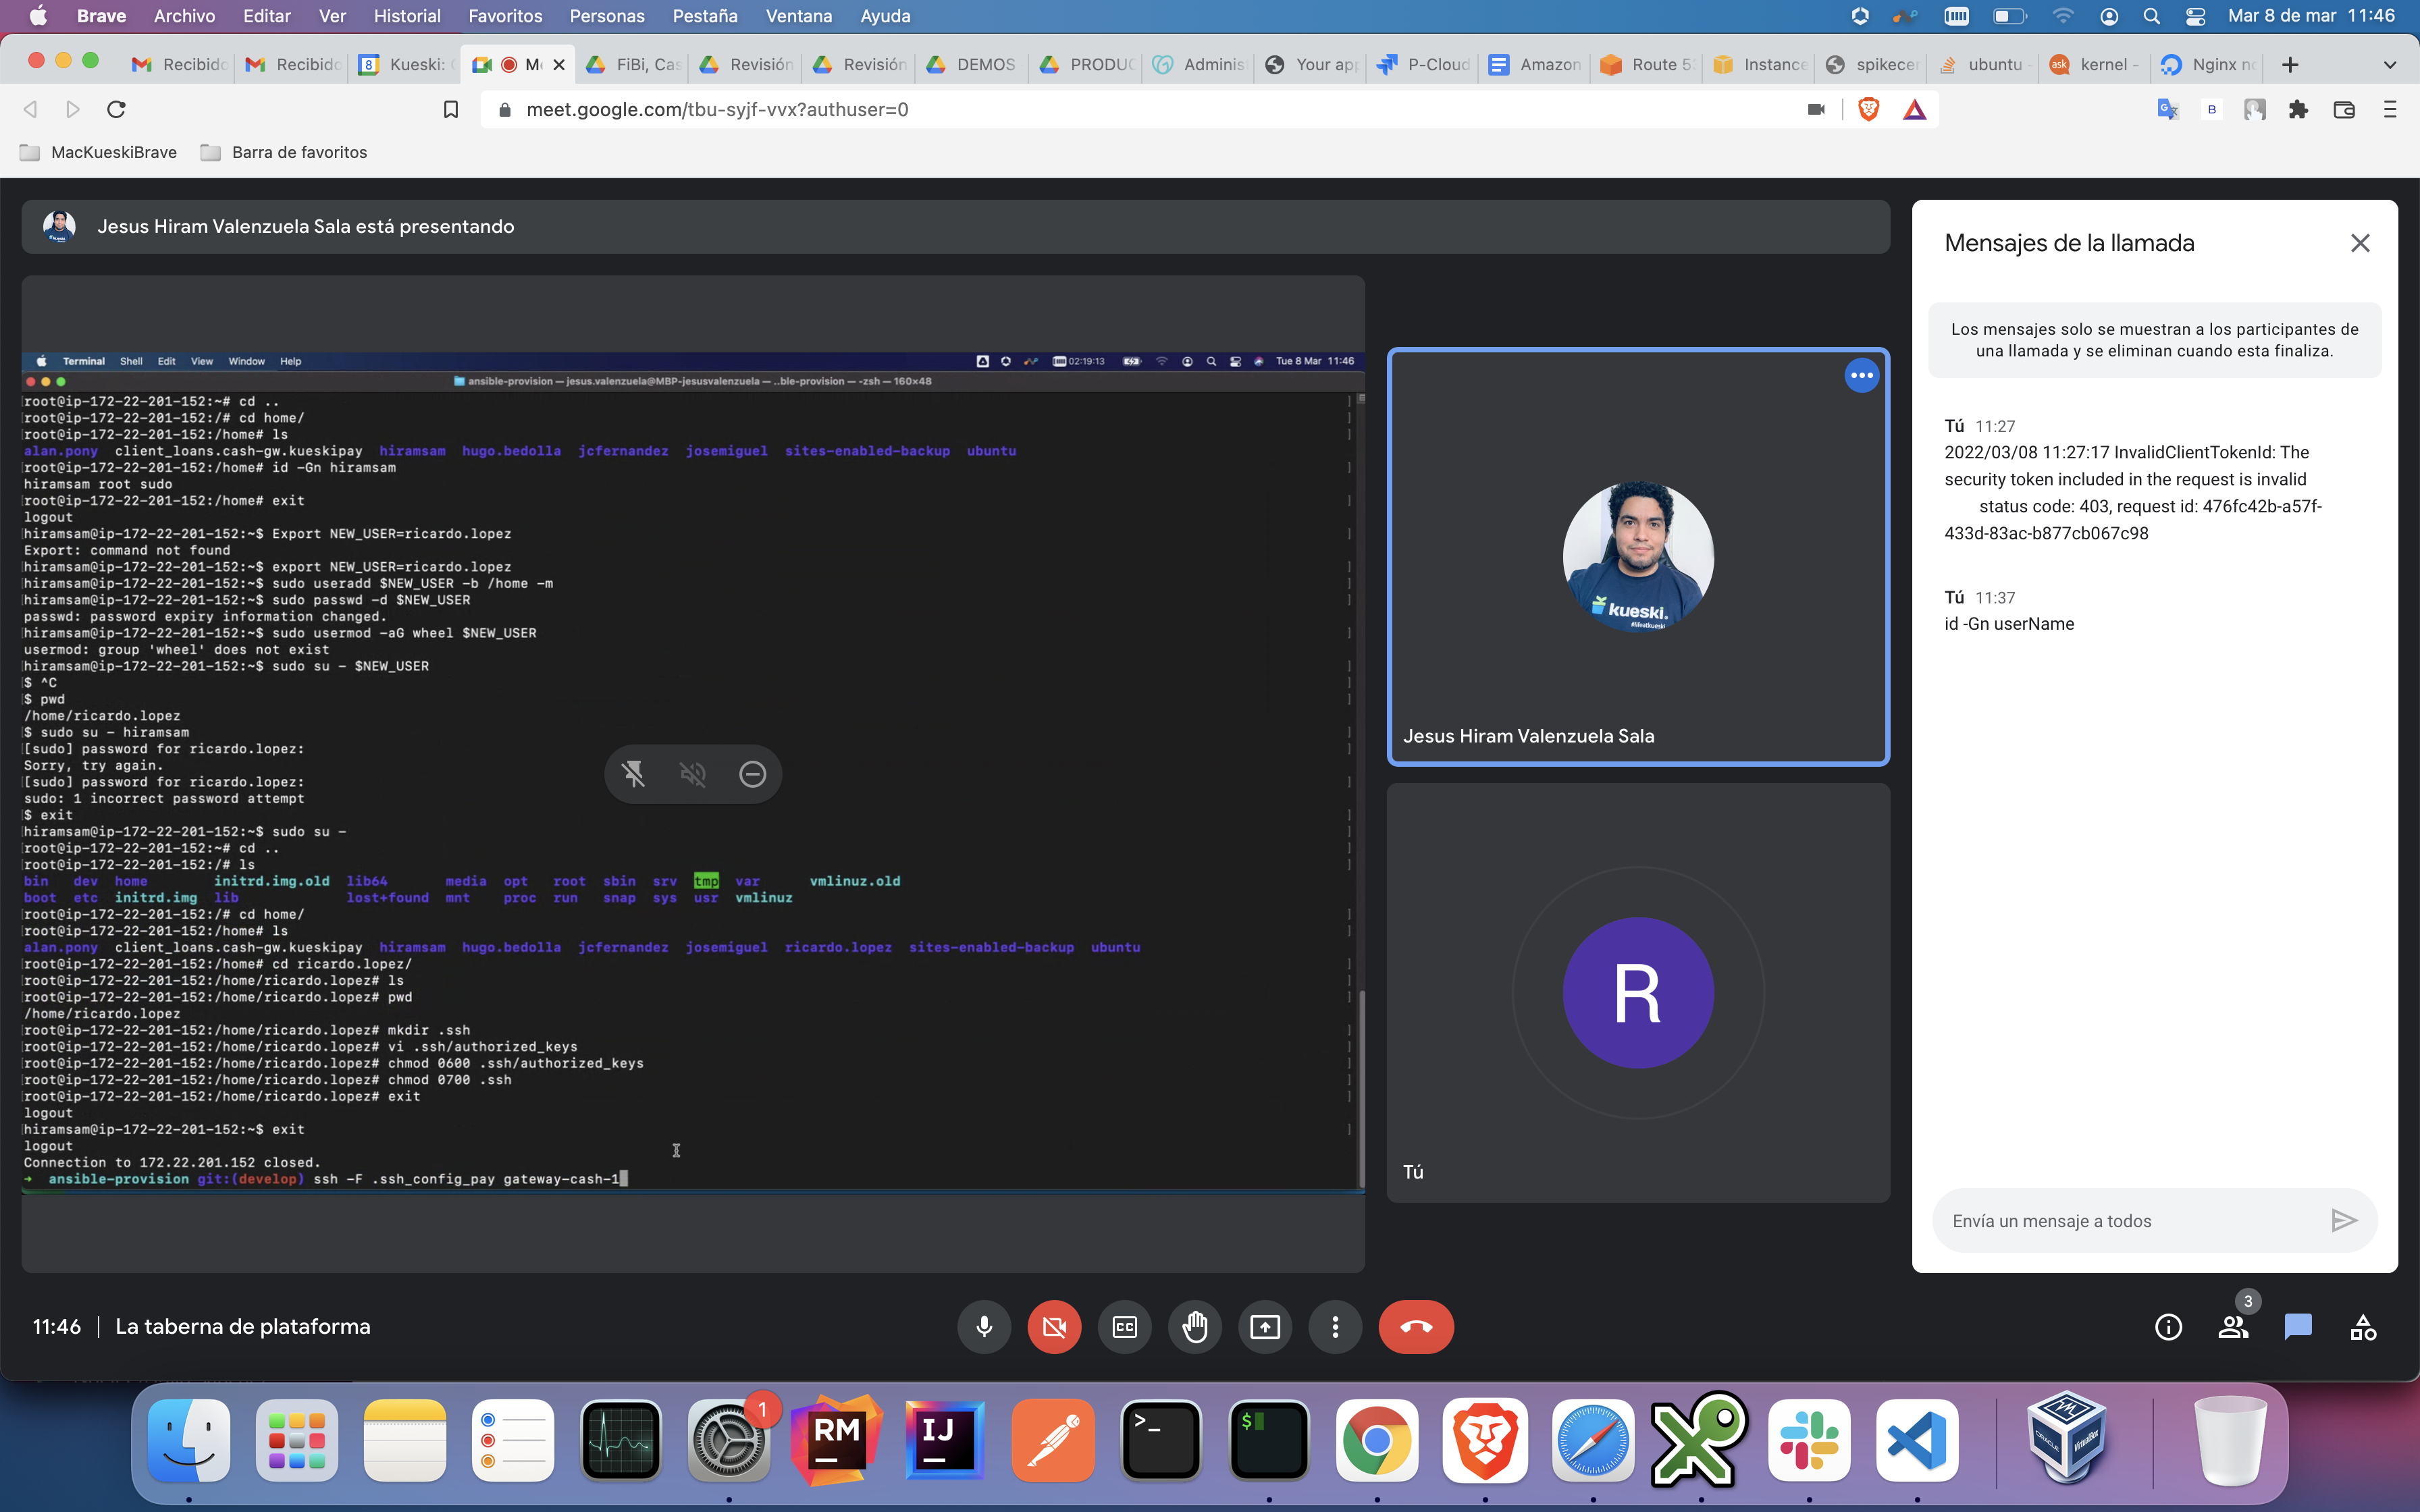 Brave Archivo Editar Ver Historial Favoritos Personas Pestaña Ventana Ayuda Mar 8 de mar 11:46
Recibido Recibido 8 Kueski: M FiBi, Cas Revisión Revisión DEMOS PRODUC Adminis Your app P-Cloud Amazon Route 5 Instance spikecer ubuntu - ask kernel - Nginx no
meet.google.com/tbu-syjf-vvx?authuser=0
MacKueskiBrave Barra de favoritos
Jesus Hiram Valenzuela Sala está presentando
Terminal Shell Edit View Window Help 02:19:13 Tue 8 Mar 11:46
ansible-provision — jesus.valenzuela@MBP-jesusvalenzuela — ..ble-provision — -zsh — 160×48
root@ip-172-22-201-152:~# cd ..
root@ip-172-22-201-152:/# cd home/
root@ip-172-22-201-152:/home# ls
alan.pony client_loans.cash-gw.kueskipay hiramsam hugo.bedolla jcfernandez josemiguel sites-enabled-backup ubuntu
root@ip-172-22-201-152:/home# id -Gn hiramsam
hiramsam root sudo
root@ip-172-22-201-152:/home# exit
logout
hiramsam@ip-172-22-201-152:~$ Export NEW_USER=ricardo.lopez
Export: command not found
hiramsam@ip-172-22-201-152:~$ export NEW_USER=ricardo.lopez
hiramsam@ip-172-22-201-152:~$ sudo useradd $NEW_USER -b /home -m
hiramsam@ip-172-22-201-152:~$ sudo passwd -d $NEW_USER
passwd: password expiry information changed.
hiramsam@ip-172-22-201-152:~$ sudo usermod -aG wheel $NEW_USER
usermod: group 'wheel' does not exist
hiramsam@ip-172-22-201-152:~$ sudo su - $NEW_USER
$ ^C
$ pwd
/home/ricardo.lopez
$ sudo su - hiramsam
[sudo] password for ricardo.lopez:
Sorry, try again.
[sudo] password for ricardo.lopez:
sudo: 1 incorrect password attempt
$ exit
hiramsam@ip-172-22-201-152:~$ sudo su -
root@ip-172-22-201-152:~# cd ..
root@ip-172-22-201-152:/# ls
bin dev home initrd.img.old lib64 media opt root sbin srv tmp var vmlinuz.old
boot etc initrd.img lib lost+found mnt proc run snap sys usr vmlinuz
root@ip-172-22-201-152:/# cd home/
root@ip-172-22-201-152:/home# ls
alan.pony client_loans.cash-gw.kueskipay hiramsam hugo.bedolla jcfernandez josemiguel ricardo.lopez sites-enabled-backup ubuntu
root@ip-172-22-201-152:/home# cd ricardo.lopez/
root@ip-172-22-201-152:/home/ricardo.lopez# ls
root@ip-172-22-201-152:/home/ricardo.lopez# pwd
/home/ricardo.lopez
root@ip-172-22-201-152:/home/ricardo.lopez# mkdir .ssh
root@ip-172-22-201-152:/home/ricardo.lopez# vi .ssh/authorized_keys
root@ip-172-22-201-152:/home/ricardo.lopez# chmod 0600 .ssh/authorized_keys
root@ip-172-22-201-152:/home/ricardo.lopez# chmod 0700 .ssh
root@ip-172-22-201-152:/home/ricardo.lopez# exit
logout
hiramsam@ip-172-22-201-152:~$ exit
logout
Connection to 172.22.201.152 closed.
→ ansible-provision git:(develop) ssh -F .ssh_config_pay gateway-cash-1
kueski.
#lifeatkueski
Jesus Hiram Valenzuela Sala
R
Tú
Mensajes de la llamada
Los mensajes solo se muestran a los participantes de
una llamada y se eliminan cuando esta finaliza.
Tú 11:27
2022/03/08 11:27:17 InvalidClientTokenId: The
security token included in the request is invalid
status code: 403, request id: 476fc42b-a57f-
433d-83ac-b877cb067c98
Tú 11:37
id -Gn userName
Envía un mensaje a todos
11:46 | La taberna de plataforma
CC
3
1
RM
IJ
>_
$
ORACLE
VirtualBox